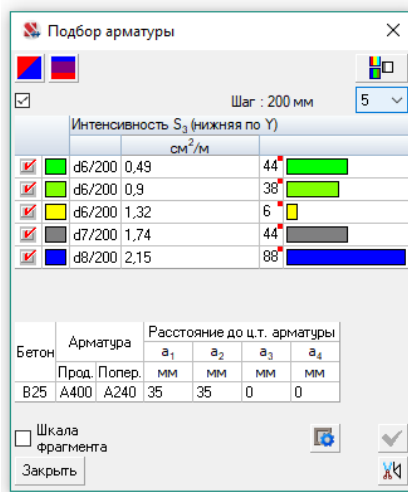 Подбор арматуры
Шаг : 200 мм 5
Интенсивность S3 (нижняя по Y)
см2/м
d6/200 0,49 44
d6/200 0,9 38
d6/200 1,32 6
d7/200 1,74 44
d8/200 2,15 88
Бетон Арматура Расстояние до ц.т. арматуры
a1 a2 a3 a4
Прод. Попер. мм мм мм мм
B25 A400 A240 35 35 0 0
Шкала
фрагмента
Закрыть